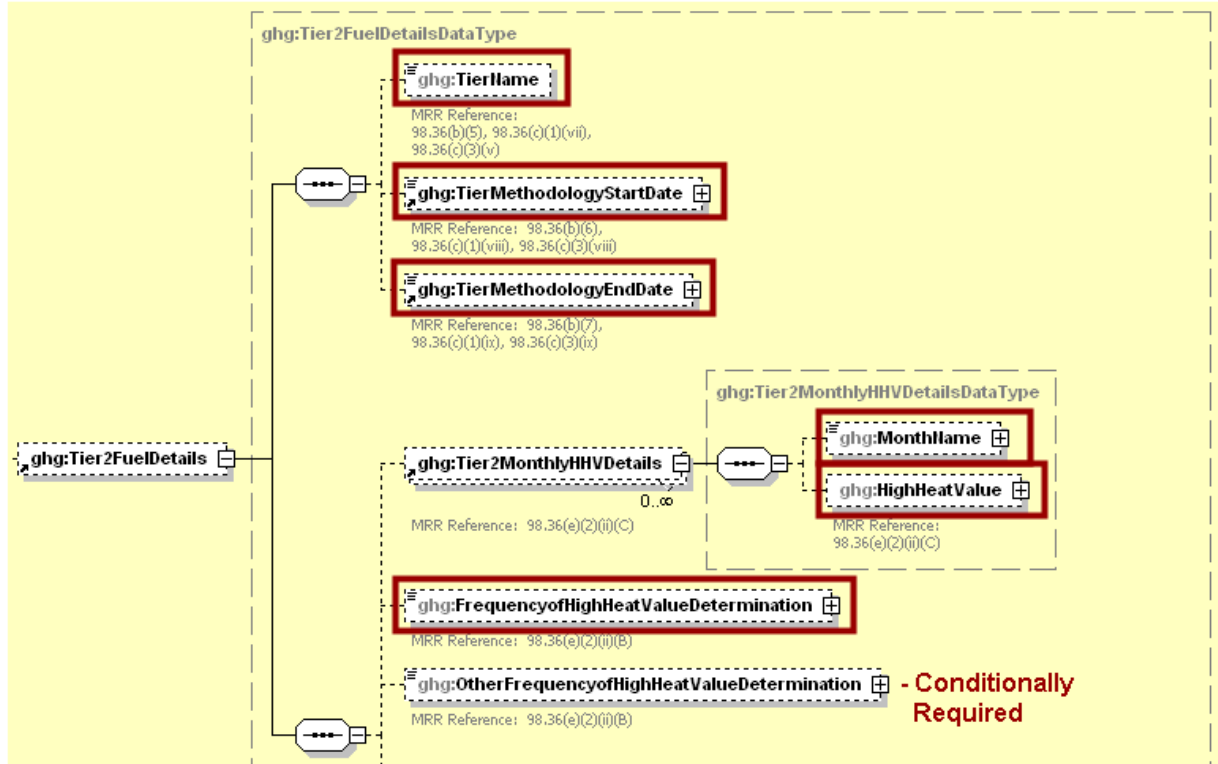 ghg:Tier2FuelDetailsDataType
ghg:TierName
MRR Reference:
98.36(b)(5), 98.36(c)(1)(vii),
98.36(c)(3)(v)
ghg:TierMethodologyStartDate
MRR Reference: 98.36(b)(6),
98.36(c)(1)(viii), 98.36(c)(3)(viii)
ghg:TierMethodologyEndDate
MRR Reference: 98.36(b)(7),
98.36(c)(1)(ix), 98.36(c)(3)(ix)
ghg:Tier2MonthlyHHVDetailsDataType
ghg:MonthName
ghg:Tier2FuelDetails
ghg:Tier2MonthlyHHVDetails
0..∞
ghg:HighHeatValue
MRR Reference: 98.36(e)(2)(ii)(C)
MRR Reference:
98.36(e)(2)(ii)(C)
ghg:FrequencyofHighHeatValueDetermination
MRR Reference: 98.36(e)(2)(ii)(B)
ghg:OtherFrequencyofHighHeatValueDetermination
- Conditionally
Required
MRR Reference: 98.36(e)(2)(ii)(B)